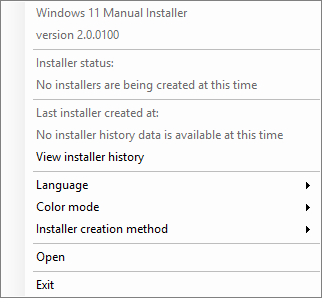 Windows 11 Manual Installer
version 2.0.0100
Installer status:
No installers are being created at this time
Last installer created at:
No installer history data is available at this time
View installer history
Language
Color mode
Installer creation method
Open
Exit